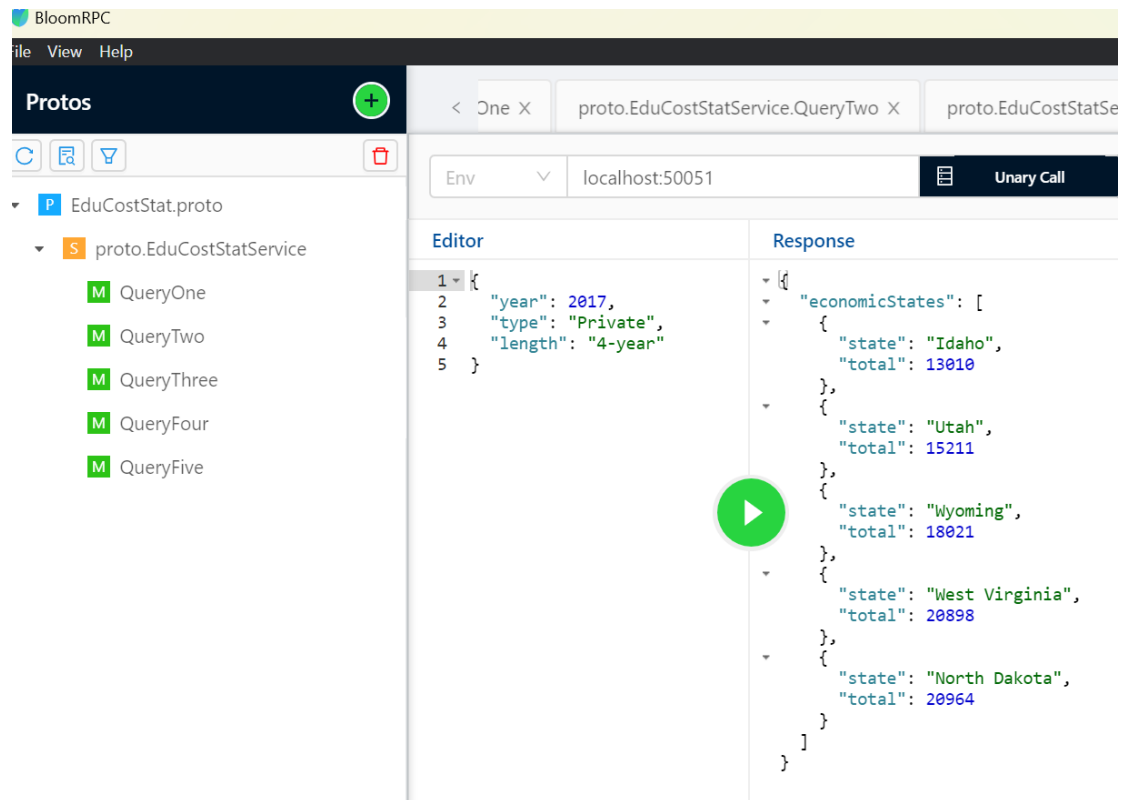 BloomRPC
File View Help
Protos
One
proto.EduCostStatService.QueryTwo
proto.EduCostStatSe
Env
localhost:50051
Unary Call
P EduCostStat.proto
S proto.EduCostStatService
M QueryOne
M QueryTwo
M QueryThree
M QueryFour
M QueryFive
Editor
1 {
2 "year": 2017,
3 "type": "Private",
4 "length": "4-year"
5 }
Response
{
"economicStates": [
{
"state": "Idaho",
"total": 13010
},
{
"state": "Utah",
"total": 15211
},
{
"state": "Wyoming",
"total": 18021
},
{
"state": "West Virginia",
"total": 20898
},
{
"state": "North Dakota",
"total": 20964
}
]
}